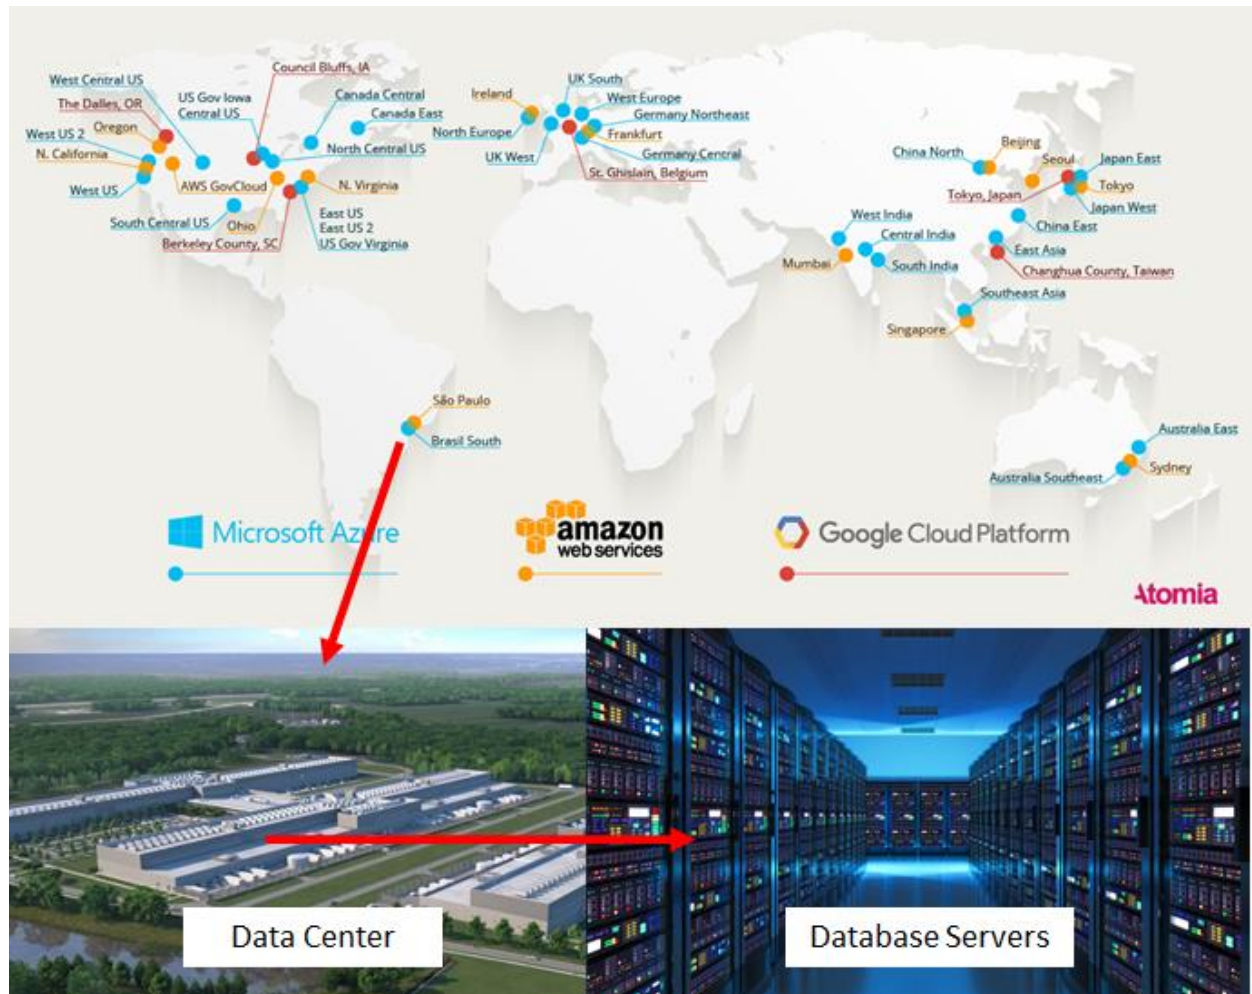 West Central US
Council Bluffs, IA
The Dalles, OR
US Gov Iowa
Central US
Canada Central
Canada East
Oregon
West US 2
N. California
North Central US
West US
AWS GovCloud
N. Virginia
South Central US
Ohio
East US
East US 2
US Gov Virginia
Berkeley County, SC
UK South
Ireland
West Europe
Germany Northeast
North Europe
Frankfurt
UK West
Germany Central
St. Ghislain, Belgium
China North
Beijing
Seoul
Japan East
Tokyo, Japan
Tokyo
Japan West
West India
China East
Central India
East Asia
Mumbai
South India
Changhua County, Taiwan
Southeast Asia
Singapore
São Paulo
Brasil South
Australia East
Sydney
Australia Southeast
Microsoft Azure
amazon
web services
Google Cloud Platform
Atomia
Data Center
Database Servers